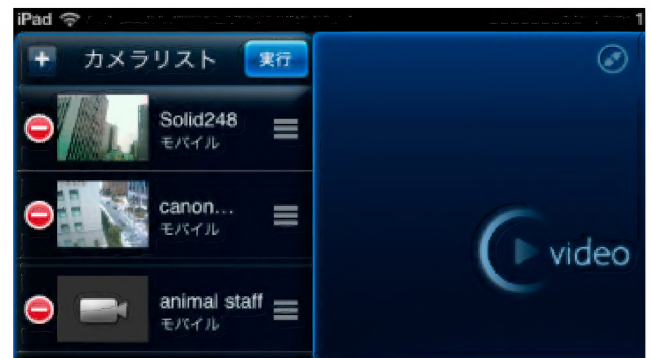 iPad
1
カメラリスト
実行
Solid248
モバイル
canon...
モバイル
animal staff
モバイル
video